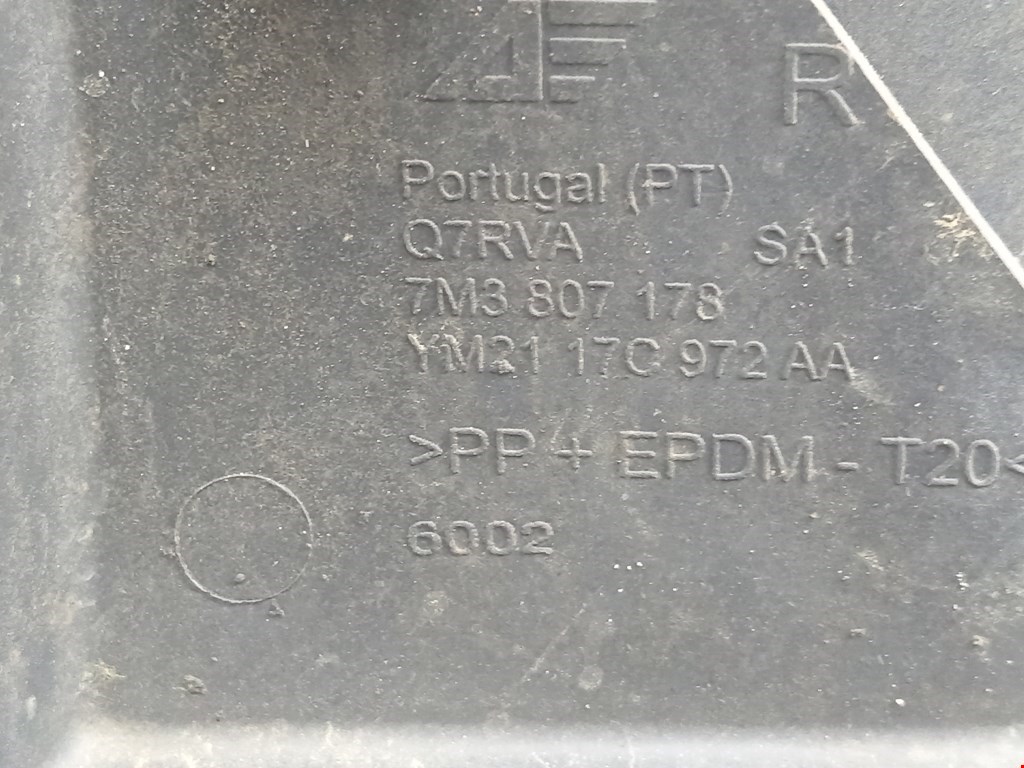 R
Portugal (PT)
Q7RVA SA1
7M3 807 178
YM21 17C 972 AA
>PP + EPDM - T20<
6002